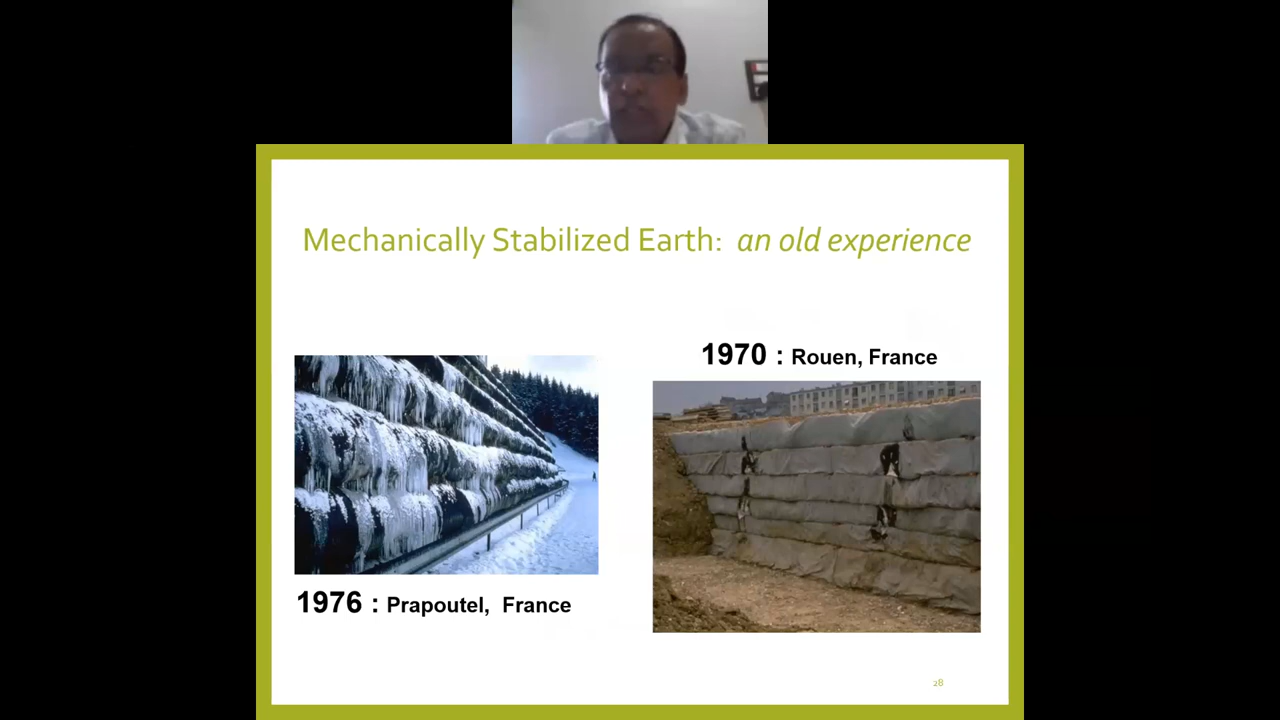 Mechanically Stabilized Earth: an old experience
1970 : Rouen, France
1976 : Prapoutel, France
28